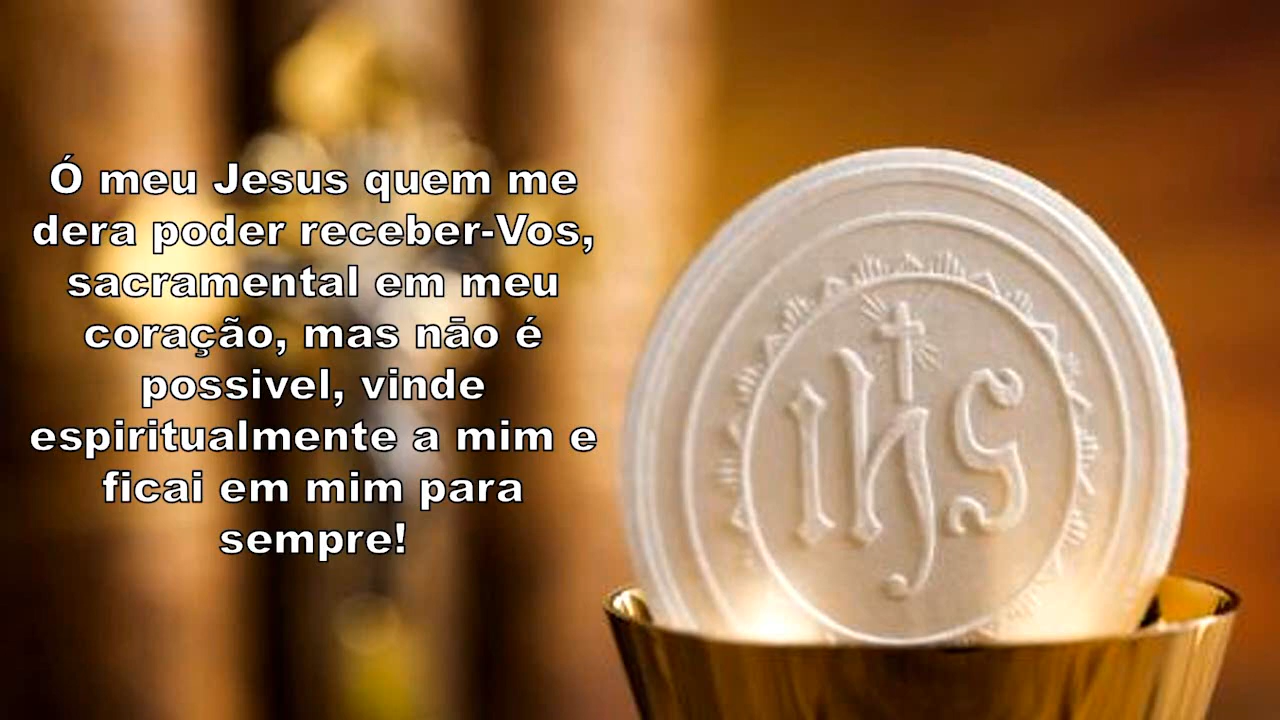 Ó meu Jesus quem me
dera poder receber-Vos,
sacramental em meu
coração, mas nāo é
possivel, vinde
espiritualmente a mim e
ficai em mim para
sempre!
ihs